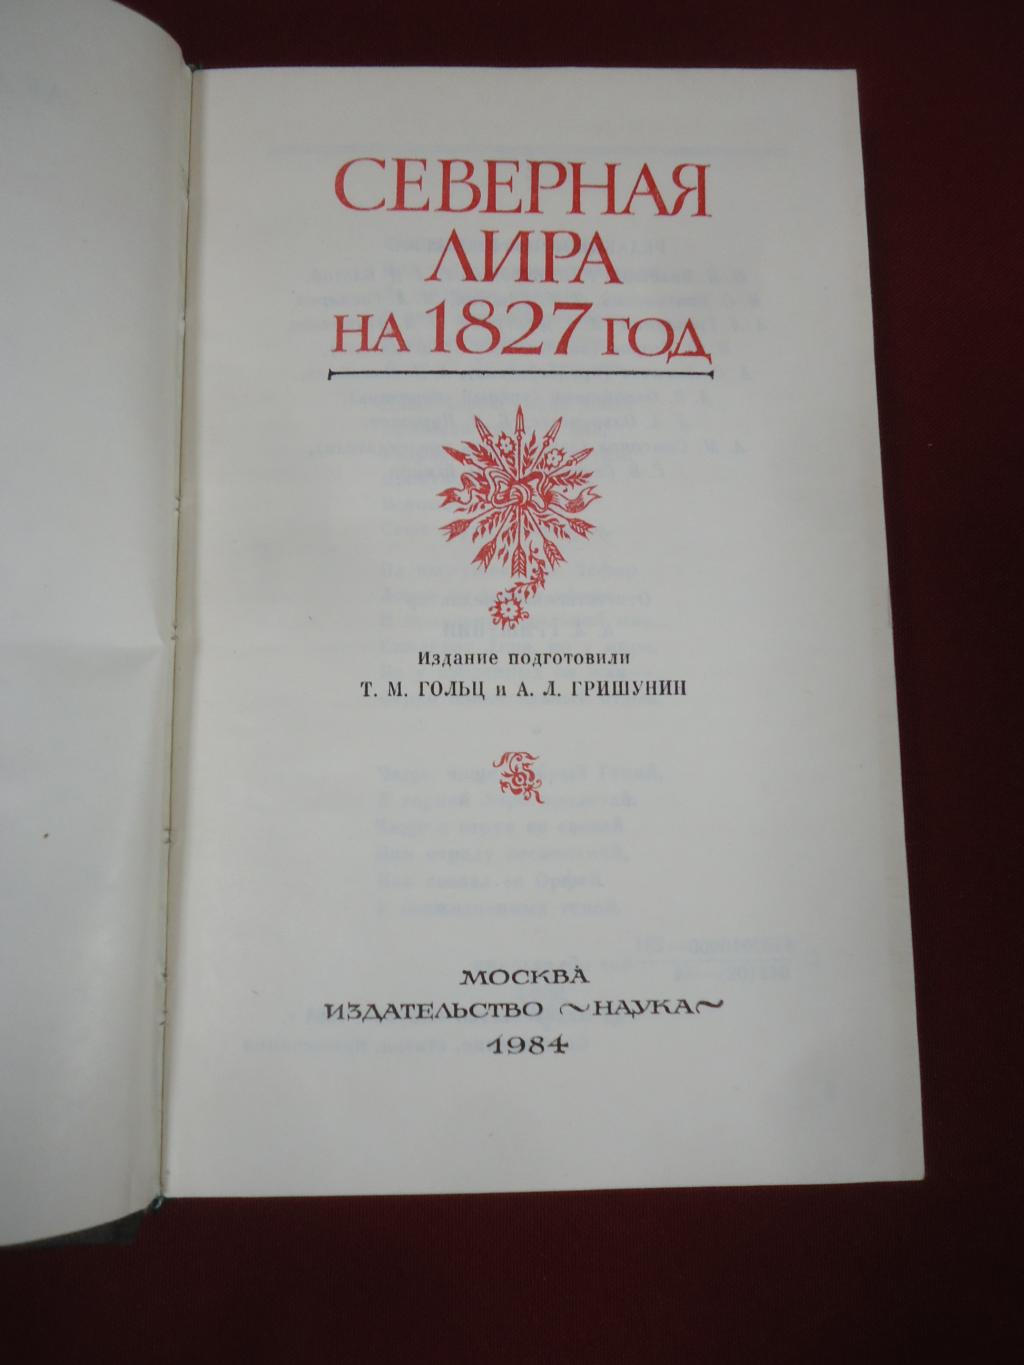 СЕВЕРНАЯ
ЛИРА
НА 1827 ГОД
Издание подготовили
Т. М. ГОЛЬЦ и А. Л. ГРИШУНИН
МОСКВА
ИЗДАТЕЛЬСТВО ~НАУКА~
1984